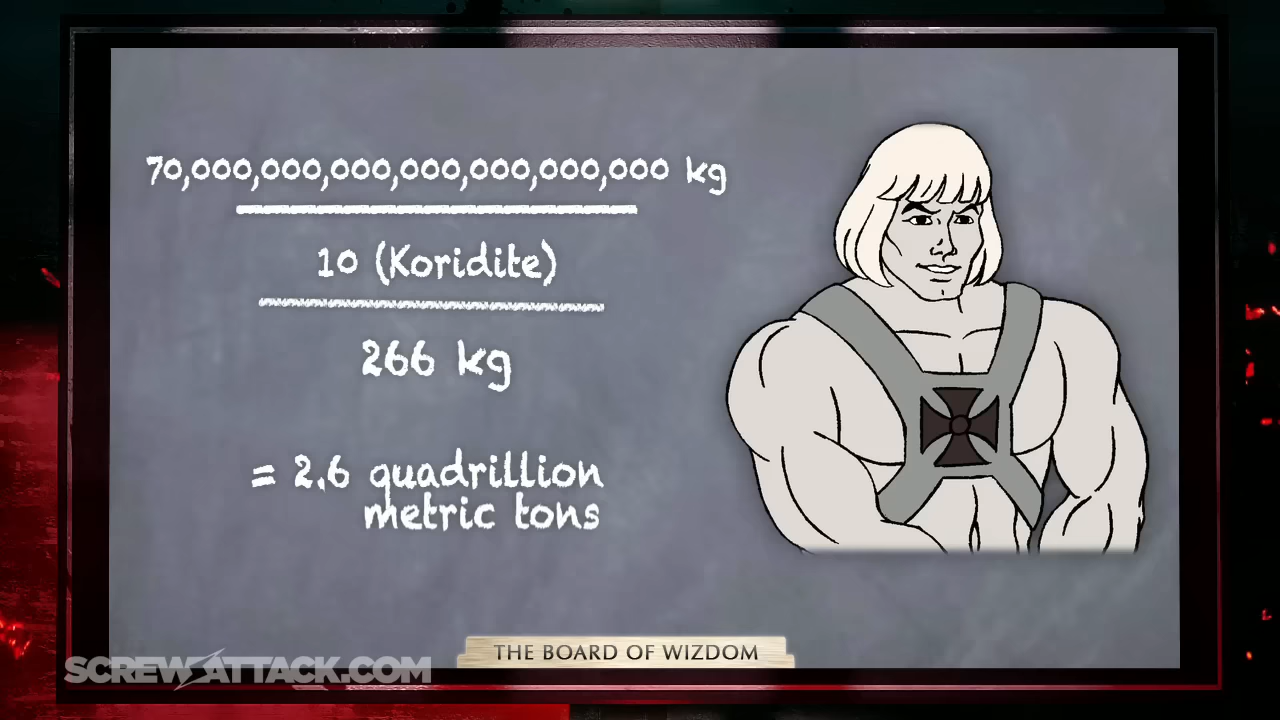 70,000,000,000,000,000,000,000 kg
10 (Koridite)
266 kg
= 2.6 quadrillion
metric tons
THE BOARD OF WIZDOM
SCREWATTACK.COM